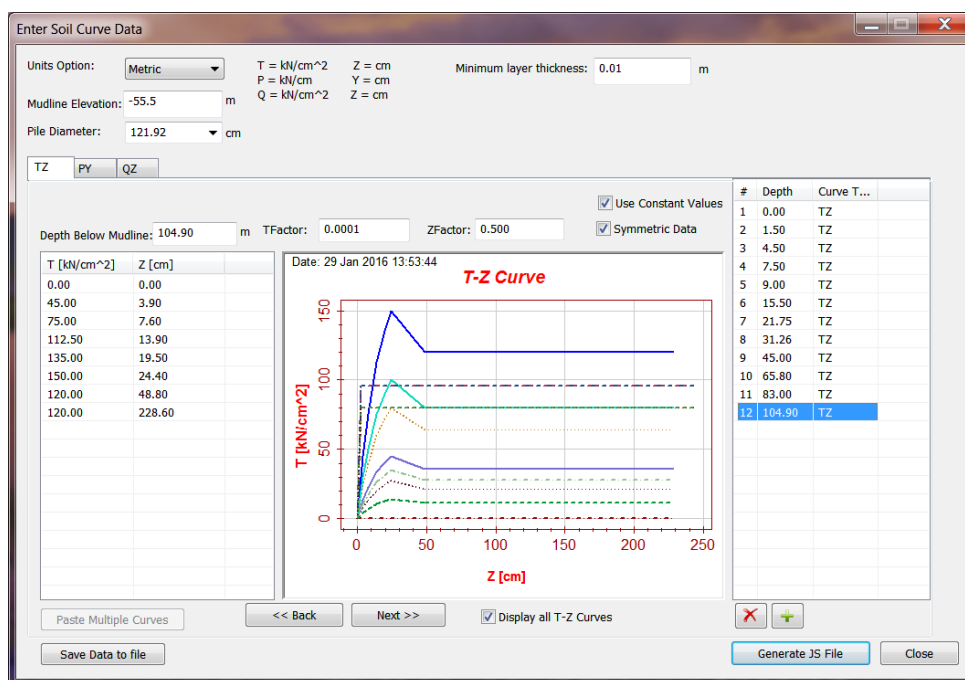 Enter Soil Curve Data
Units Option: Metric T = kN/cm^2 Z = cm Minimum layer thickness: 0.01 m
P = kN/cm Y = cm
Q = kN/cm^2 Z = cm
Mudline Elevation: -55.5 m
Pile Diameter: 121.92 cm
TZ PY QZ
Use Constant Values
Depth Below Mudline: 104.90 m TFactor: 0.0001 ZFactor: 0.500 Symmetric Data
T [kN/cm^2] Z [cm]
0.00 0.00
45.00 3.90
75.00 7.60
112.50 13.90
135.00 19.50
150.00 24.40
120.00 48.80
120.00 228.60
Date: 29 Jan 2016 13:53:44
T-Z Curve
T [kN/cm^2]
150
100
50
0
0 50 100 150 200 250
Z [cm]
# Depth Curve T...
1 0.00 TZ
2 1.50 TZ
3 4.50 TZ
4 7.50 TZ
5 9.00 TZ
6 15.50 TZ
7 21.75 TZ
8 31.26 TZ
9 45.00 TZ
10 65.80 TZ
11 83.00 TZ
12 104.90 TZ
Paste Multiple Curves << Back Next >> Display all T-Z Curves
Save Data to file Generate JS File Close